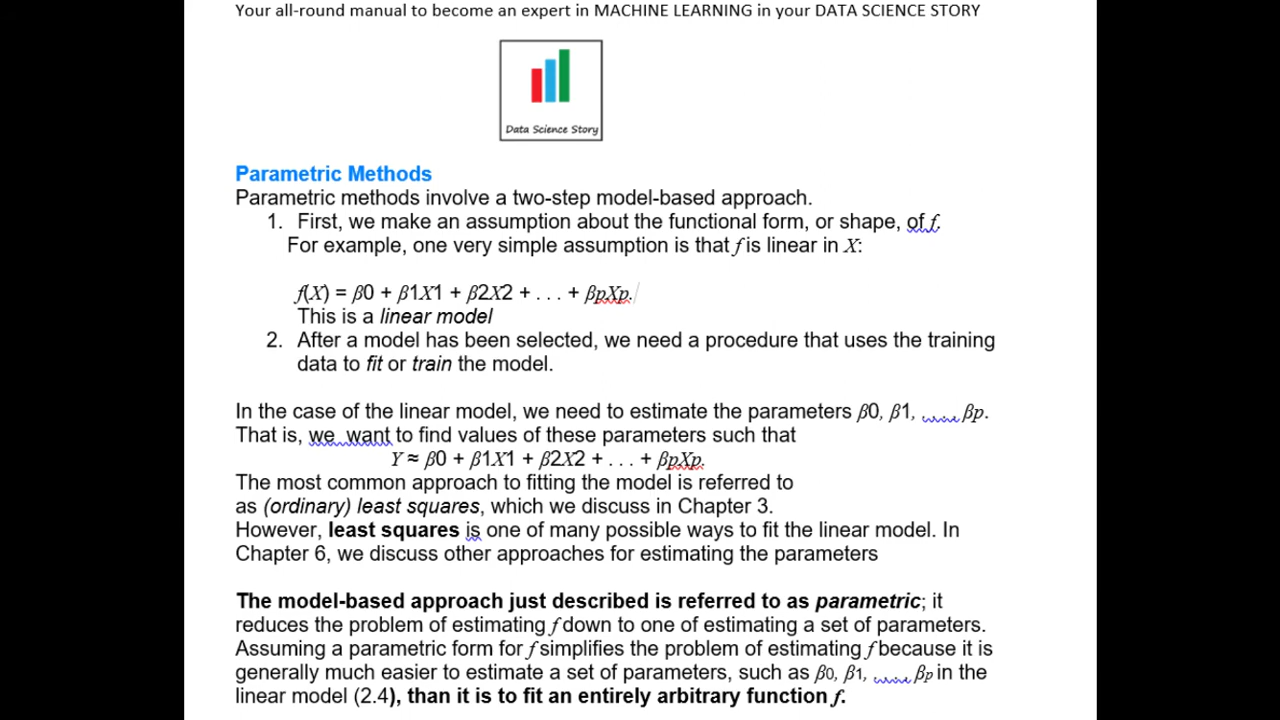 Your all-round manual to become an expert in MACHINE LEARNING in your DATA SCIENCE STORY
Data Science Story
Parametric Methods
Parametric methods involve a two-step model-based approach.
1. First, we make an assumption about the functional form, or shape, of f.
For example, one very simple assumption is that f is linear in X:
f(X) = β0 + β1X1 + β2X2 + . . . + βpXp.
This is a linear model
2. After a model has been selected, we need a procedure that uses the training
data to fit or train the model.
In the case of the linear model, we need to estimate the parameters β0, β1, ..., βp.
That is, we want to find values of these parameters such that
Y ≈ β0 + β1X1 + β2X2 + . . . + βpXp.
The most common approach to fitting the model is referred to
as (ordinary) least squares, which we discuss in Chapter 3.
However, least squares is one of many possible ways to fit the linear model. In
Chapter 6, we discuss other approaches for estimating the parameters
The model-based approach just described is referred to as parametric; it
reduces the problem of estimating f down to one of estimating a set of parameters.
Assuming a parametric form for f simplifies the problem of estimating f because it is
generally much easier to estimate a set of parameters, such as β0, β1, ..., βp in the
linear model (2.4), than it is to fit an entirely arbitrary function f.